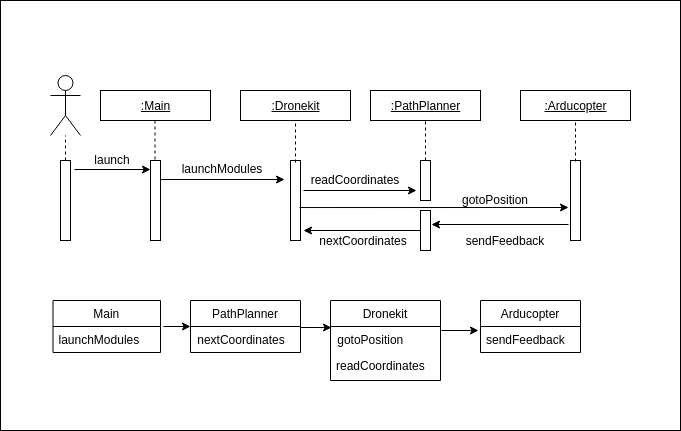 :Main
:Dronekit
:PathPlanner
:Arducopter
launch
launchModules
readCoordinates
gotoPosition
nextCoordinates
sendFeedback
Main
launchModules
PathPlanner
nextCoordinates
Dronekit
gotoPosition
readCoordinates
Arducopter
sendFeedback